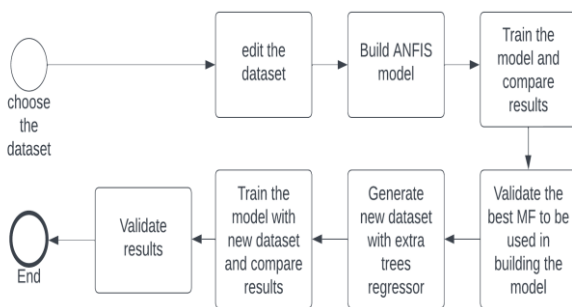 choose
the
dataset
edit the
dataset
Build ANFIS
model
Train the
model and
compare
results
Validate the
best MF to be
used in
building the
model
Generate
new dataset
with extra
trees
regressor
Train the
model with
new dataset
and compare
results
Validate
results
End